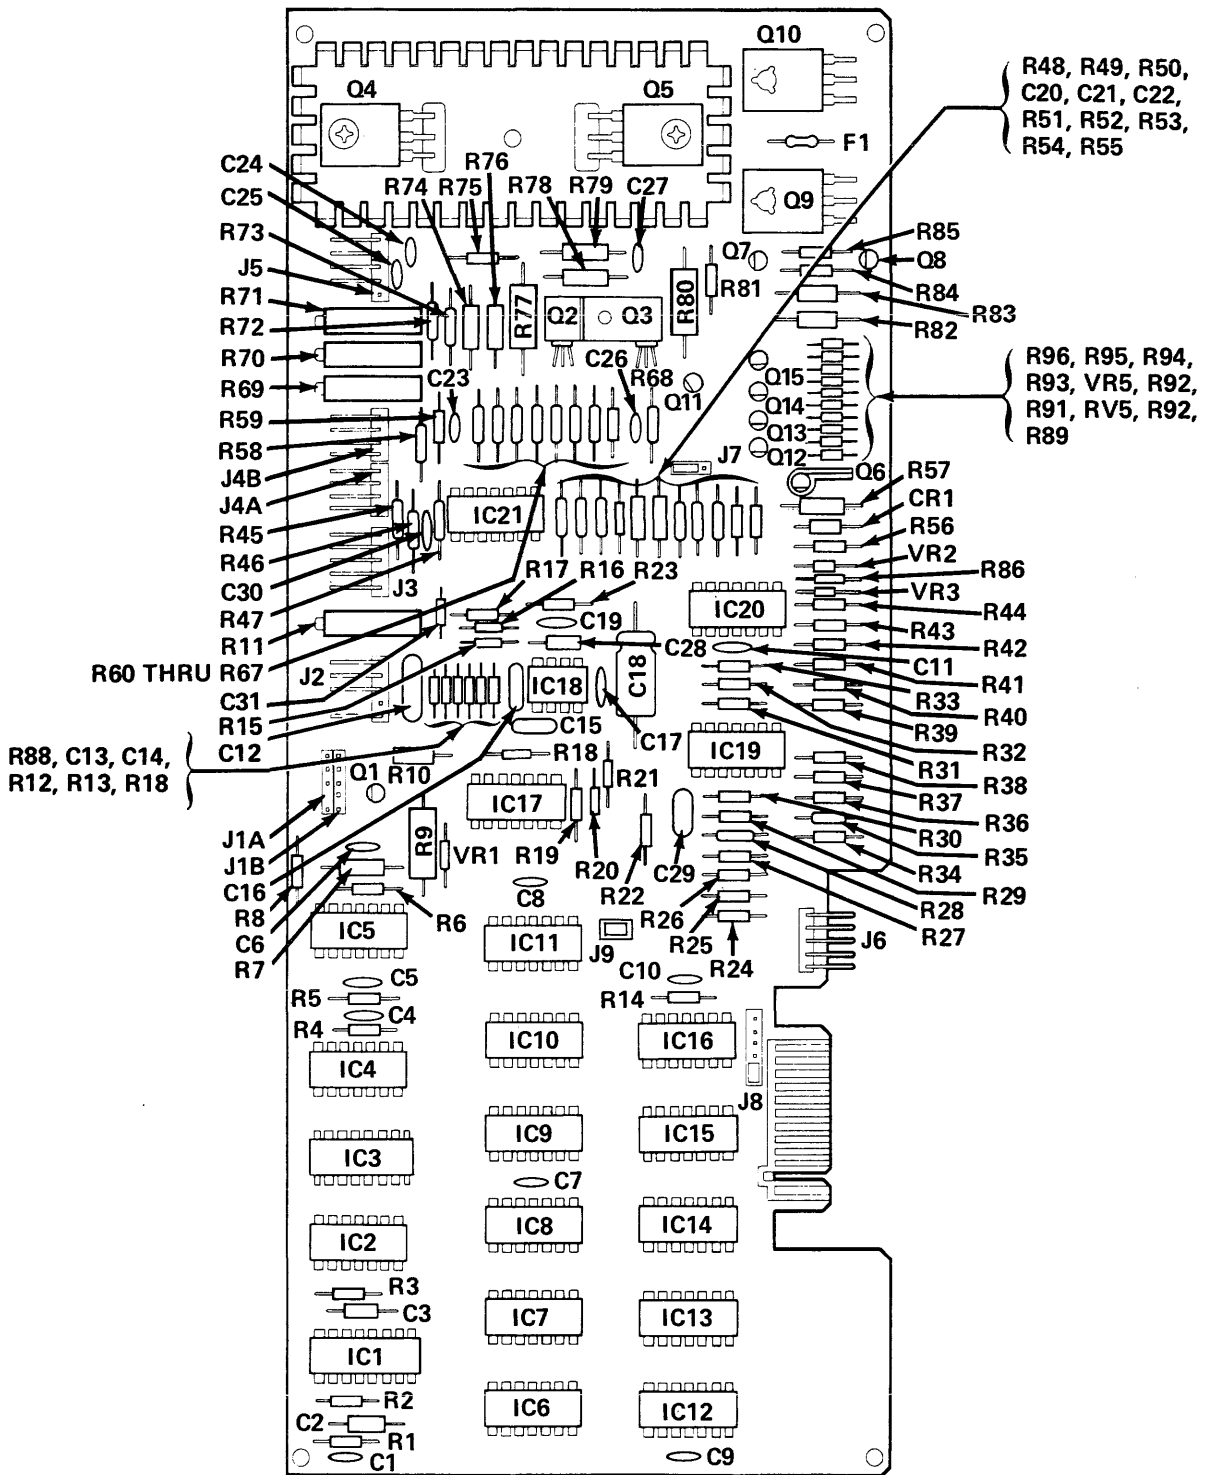 Q10
R48, R49, R50,
C20, C21, C22,
R51, R52, R53,
R54, R55
Q4
Q5
F1
C24
C25
R73
J5
R71
R72
R70
R69
R59
R58
J4B
J4A
R45
R46
C30
R47
R11
R60 THRU R67
C31
R15
C12
R76
R74
R75
R78
R79
C27
Q9
Q7
R85
Q8
R84
R83
R82
R81
R80
R77
Q2
Q3
C26
R68
Q11
C23
Q15
Q14
Q13
Q12
R96, R95, R94,
R93, VR5, R92,
R91, RV5, R92,
R89
J7
Q6
R57
CR1
R56
VR2
R86
VR3
R44
R43
R42
C11
R41
R33
R40
R39
R32
R31
R38
R37
R36
R30
R35
R34
R29
R28
R27
IC21
J3
R17
R16
R23
IC20
C19
C28
C18
J2
IC18
C15
C17
IC19
R88, C13, C14,
R12, R13, R18
R10
R18
Q1
R21
IC17
J1A
J1B
C16
R8
C6
R7
R9
VR1
R19
R20
R22
C29
R26
R25
R24
R6
C8
IC5
IC11
J9
J6
C5
R5
C4
R4
C10
R14
IC10
IC16
IC4
J8
IC9
IC15
IC3
C7
IC8
IC14
IC2
R3
C3
IC7
IC13
IC1
R2
C2
R1
C1
IC6
IC12
C9